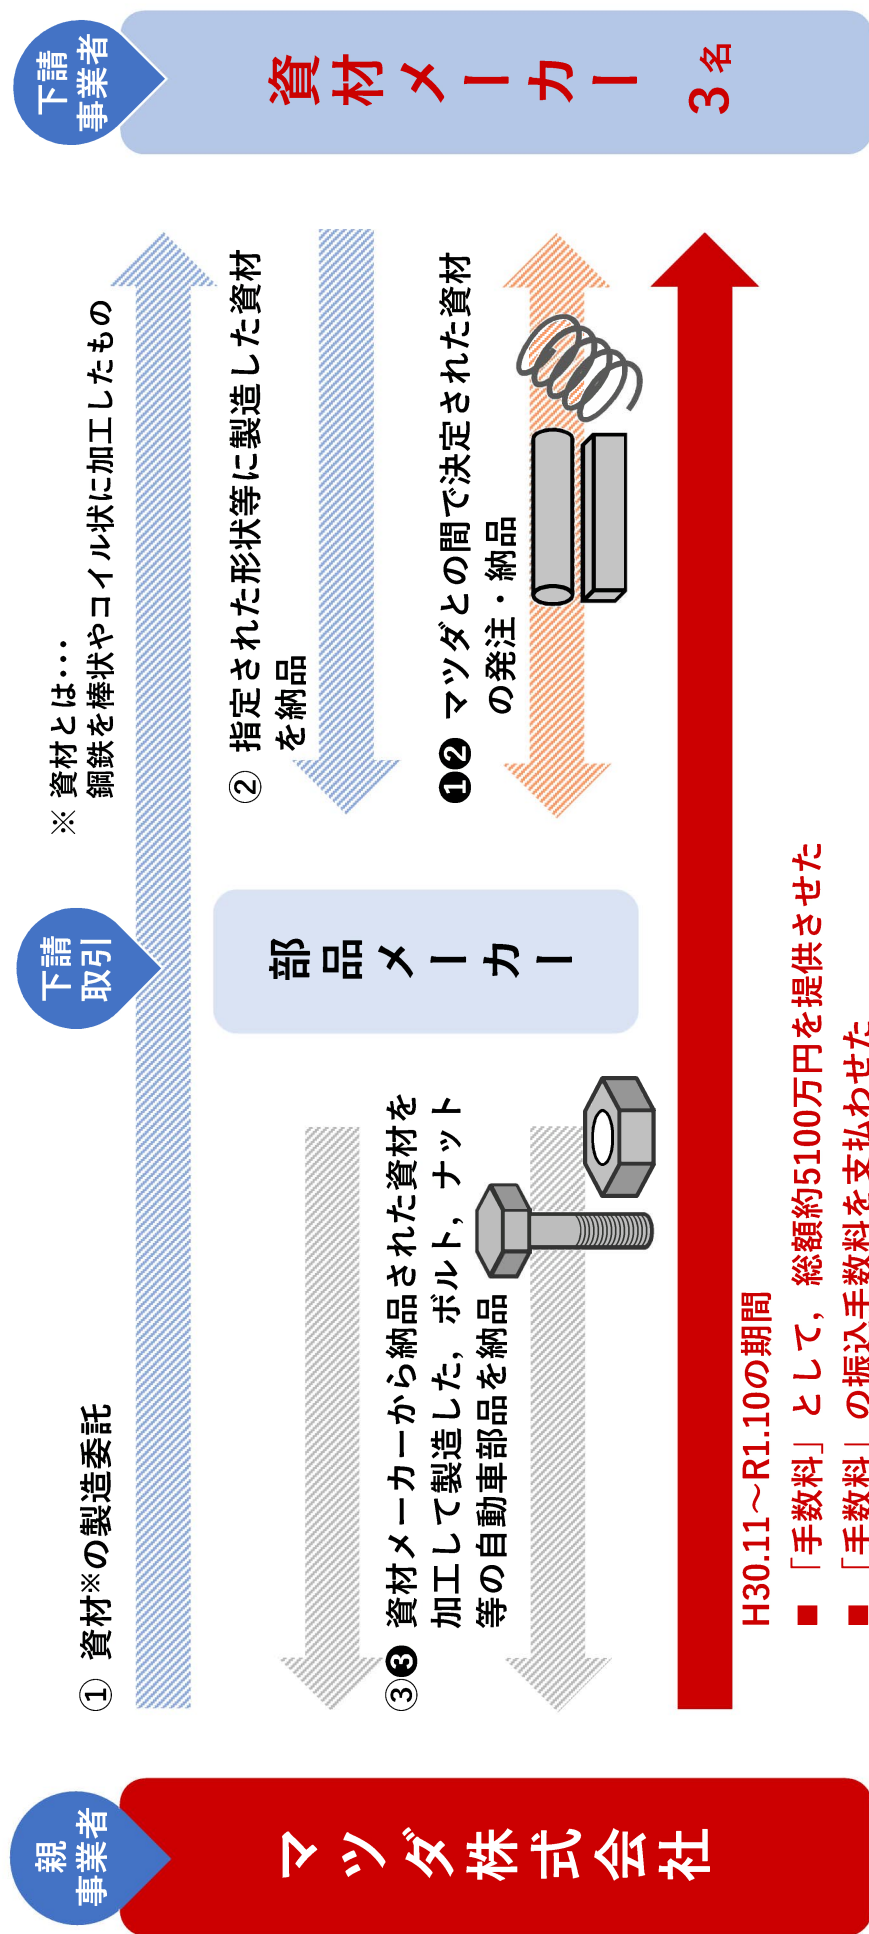 親
事業者
マツダ株式会社
下請
取引
部品メーカー
下請
事業者
資材メーカー
3名
① 資材※の製造委託
※ 資材とは・・・
鋼鉄を棒状やコイル状に加工したもの
② 指定された形状等に製造した資材
を納品
❶❷ マツダとの間で決定された資材
の発注・納品
③❸ 資材メーカーから納品された資材を
加工して製造した，ボルト，ナット
等の自動車部品を納品
H30.11～R1.10の期間
■ 「手数料」として，総額約5100万円を提供させた
■ 「手数料」の振込手数料を支払わせた